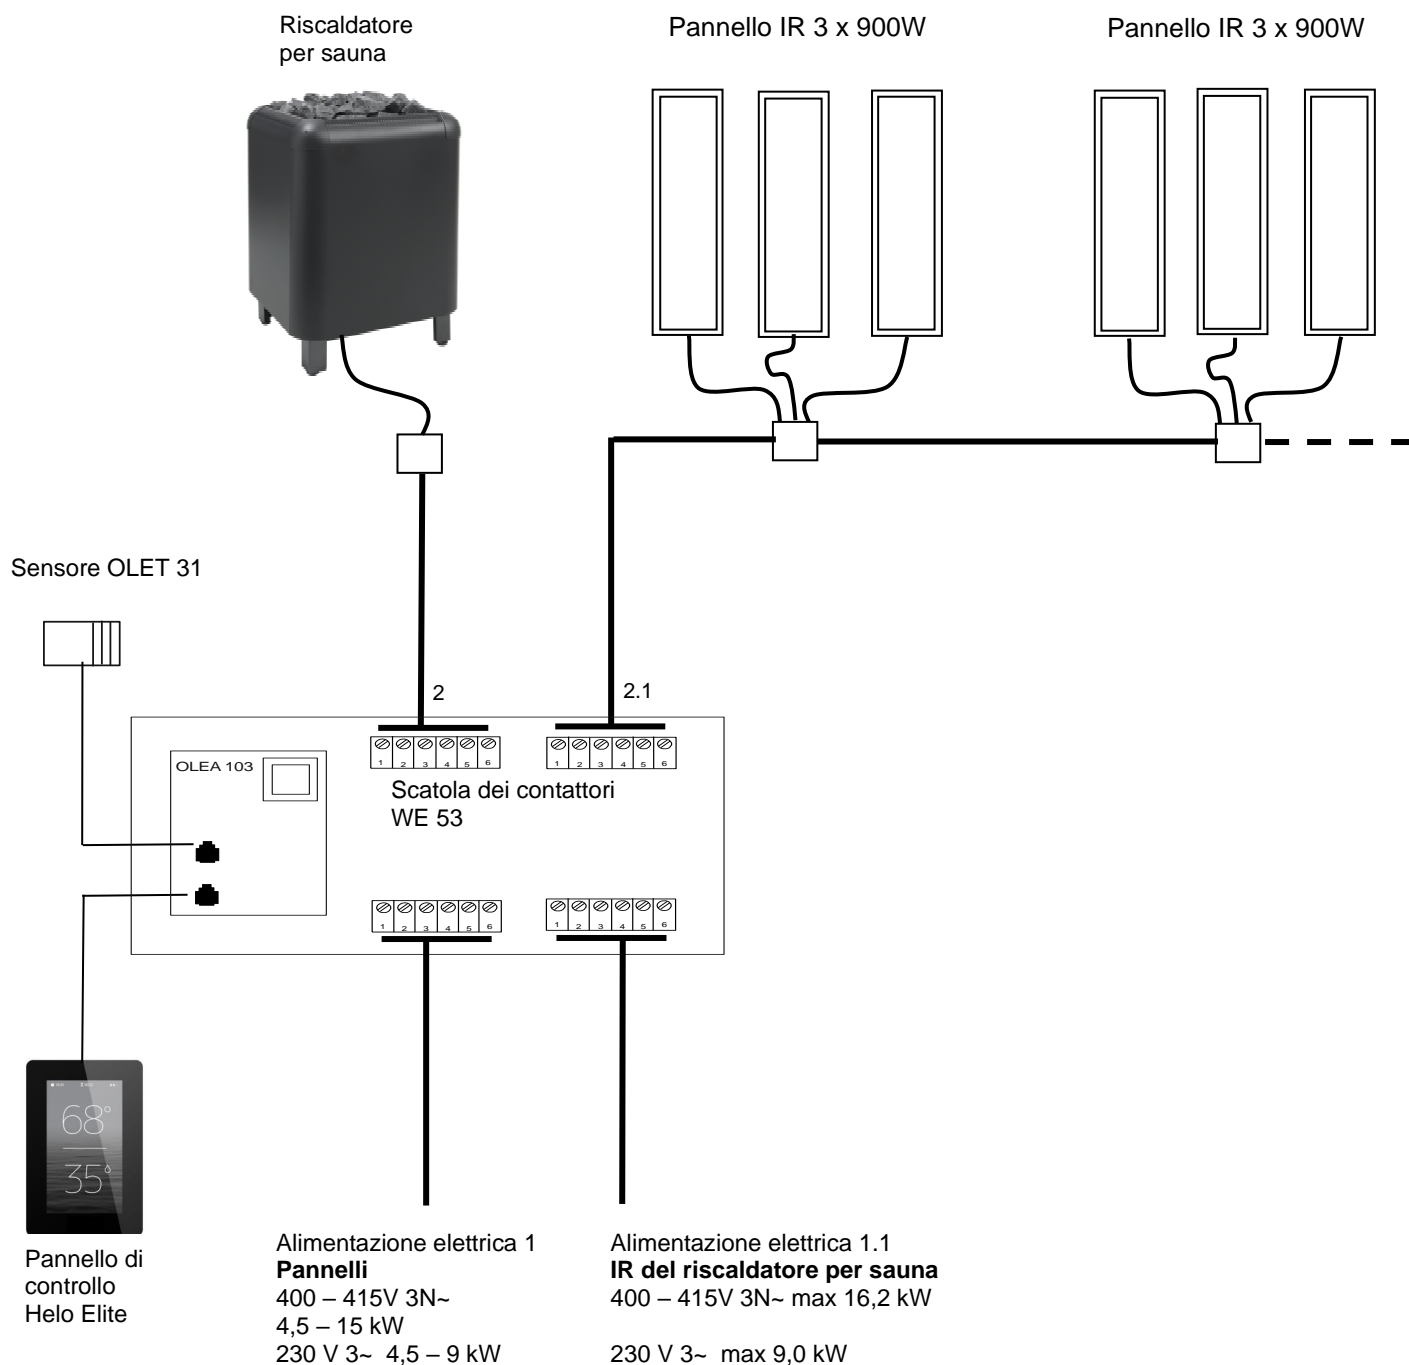 Riscaldatore
per sauna
Pannello IR 3 x 900W
Pannello IR 3 x 900W
Sensore OLET 31
2
2.1
OLEA 103
1 2 3 4 5 6
1 2 3 4 5 6
Scatola dei contattori
WE 53
1 2 3 4 5 6
1 2 3 4 5 6
68°
35°
Pannello di
controllo
Helo Elite
Alimentazione elettrica 1
Pannelli
400 – 415V 3N~
4,5 – 15 kW
230 V 3~ 4,5 – 9 kW
Alimentazione elettrica 1.1
IR del riscaldatore per sauna
400 – 415V 3N~ max 16,2 kW
230 V 3~ max 9,0 kW